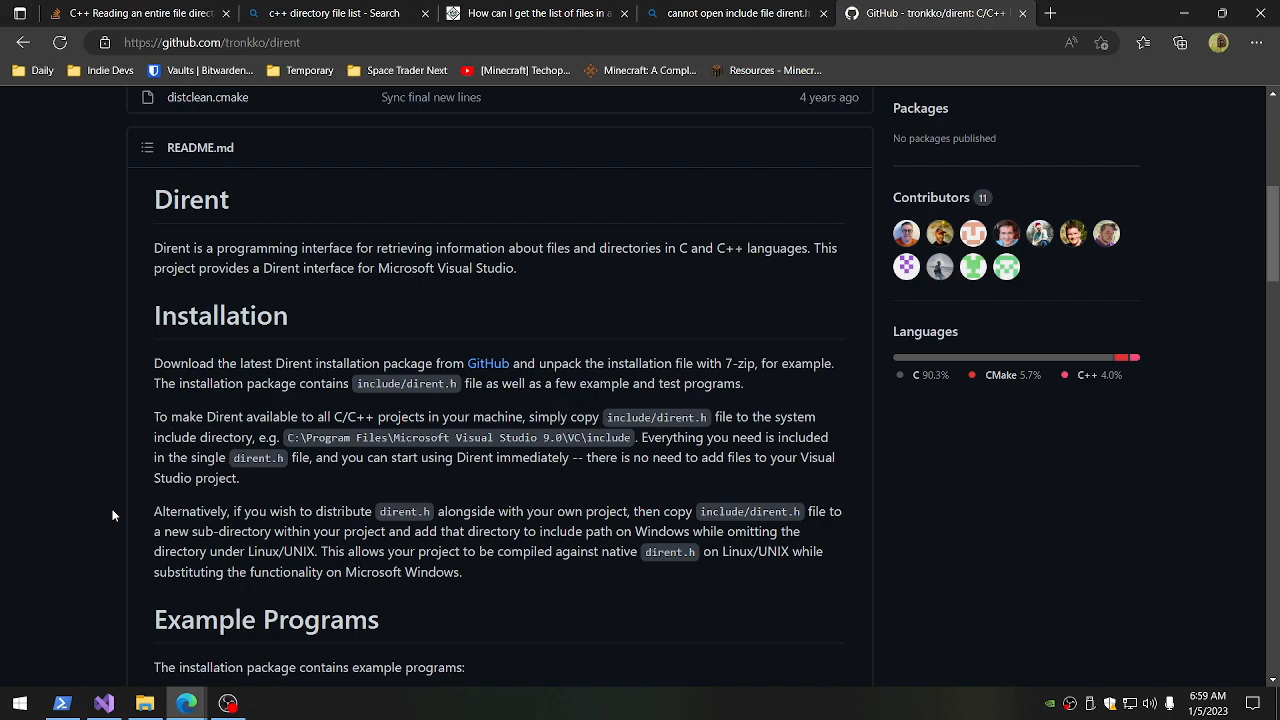 C++ Reading an entire file direct
c++ directory file list - Search
How can I get the list of files in a
cannot open include file dirent.h
GitHub - tronkko/dirent: C/C++ l
https://github.com/tronkko/dirent
Daily
Indie Devs
Vaults | Bitwarden...
Temporary
Space Trader Next
[Minecraft] Techop...
Minecraft: A Compl...
Resources - Minecr...
distclean.cmake
Sync final new lines
4 years ago
README.md
Dirent
Dirent is a programming interface for retrieving information about files and directories in C and C++ languages. This
project provides a Dirent interface for Microsoft Visual Studio.
Installation
Download the latest Dirent installation package from GitHub and unpack the installation file with 7-zip, for example.
The installation package contains include/dirent.h file as well as a few example and test programs.
To make Dirent available to all C/C++ projects in your machine, simply copy include/dirent.h file to the system
include directory, e.g. C:\Program Files\Microsoft Visual Studio 9.0\VC\include. Everything you need is included
in the single dirent.h file, and you can start using Dirent immediately -- there is no need to add files to your Visual
Studio project.
Alternatively, if you wish to distribute dirent.h alongside with your own project, then copy include/dirent.h file to
a new sub-directory within your project and add that directory to include path on Windows while omitting the
directory under Linux/UNIX. This allows your project to be compiled against native dirent.h on Linux/UNIX while
substituting the functionality on Microsoft Windows.
Example Programs
The installation package contains example programs:
Packages
No packages published
Contributors 11
Languages
C 90.3%
CMake 5.7%
C++ 4.0%
6:59 AM
1/5/2023